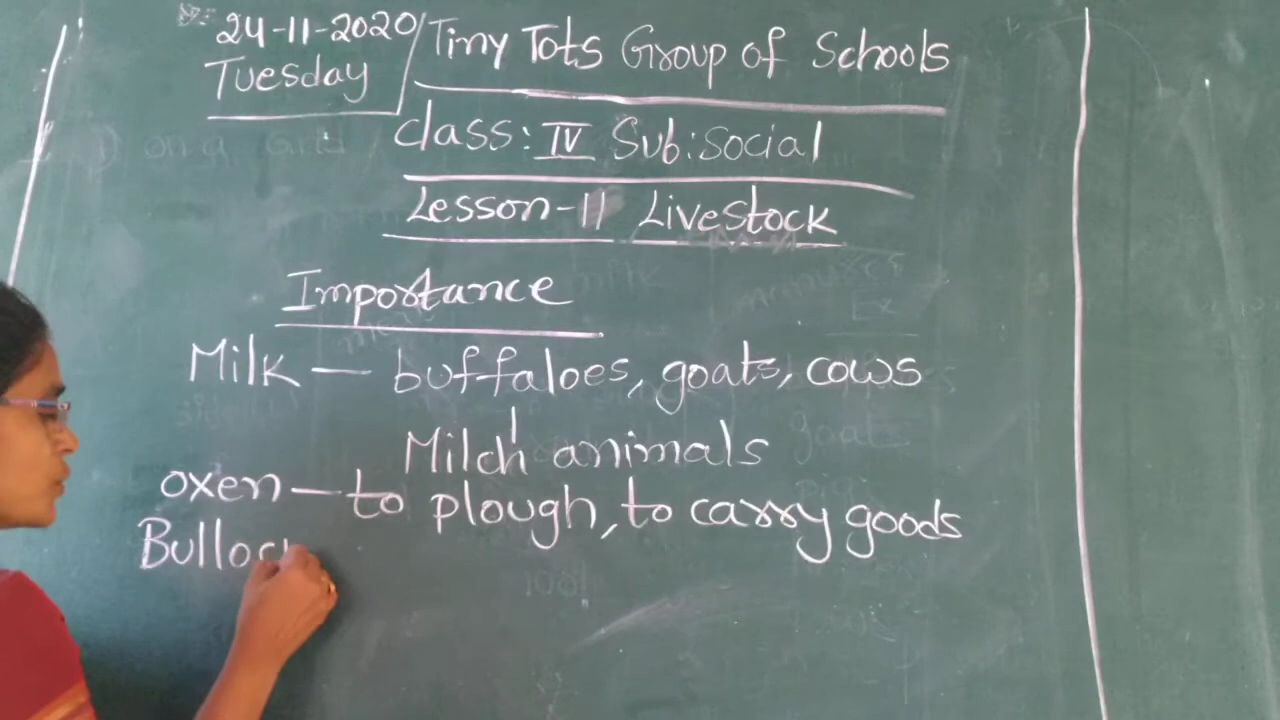 24-11-2020
Tuesday
Tiny Tots Group of Schools
Class: IV Sub: Social
Lesson-11 Livestock
Importance
Milk — buffaloes, goats, cows
Milch animals
oxen — to plough, to carry goods
Bulloc